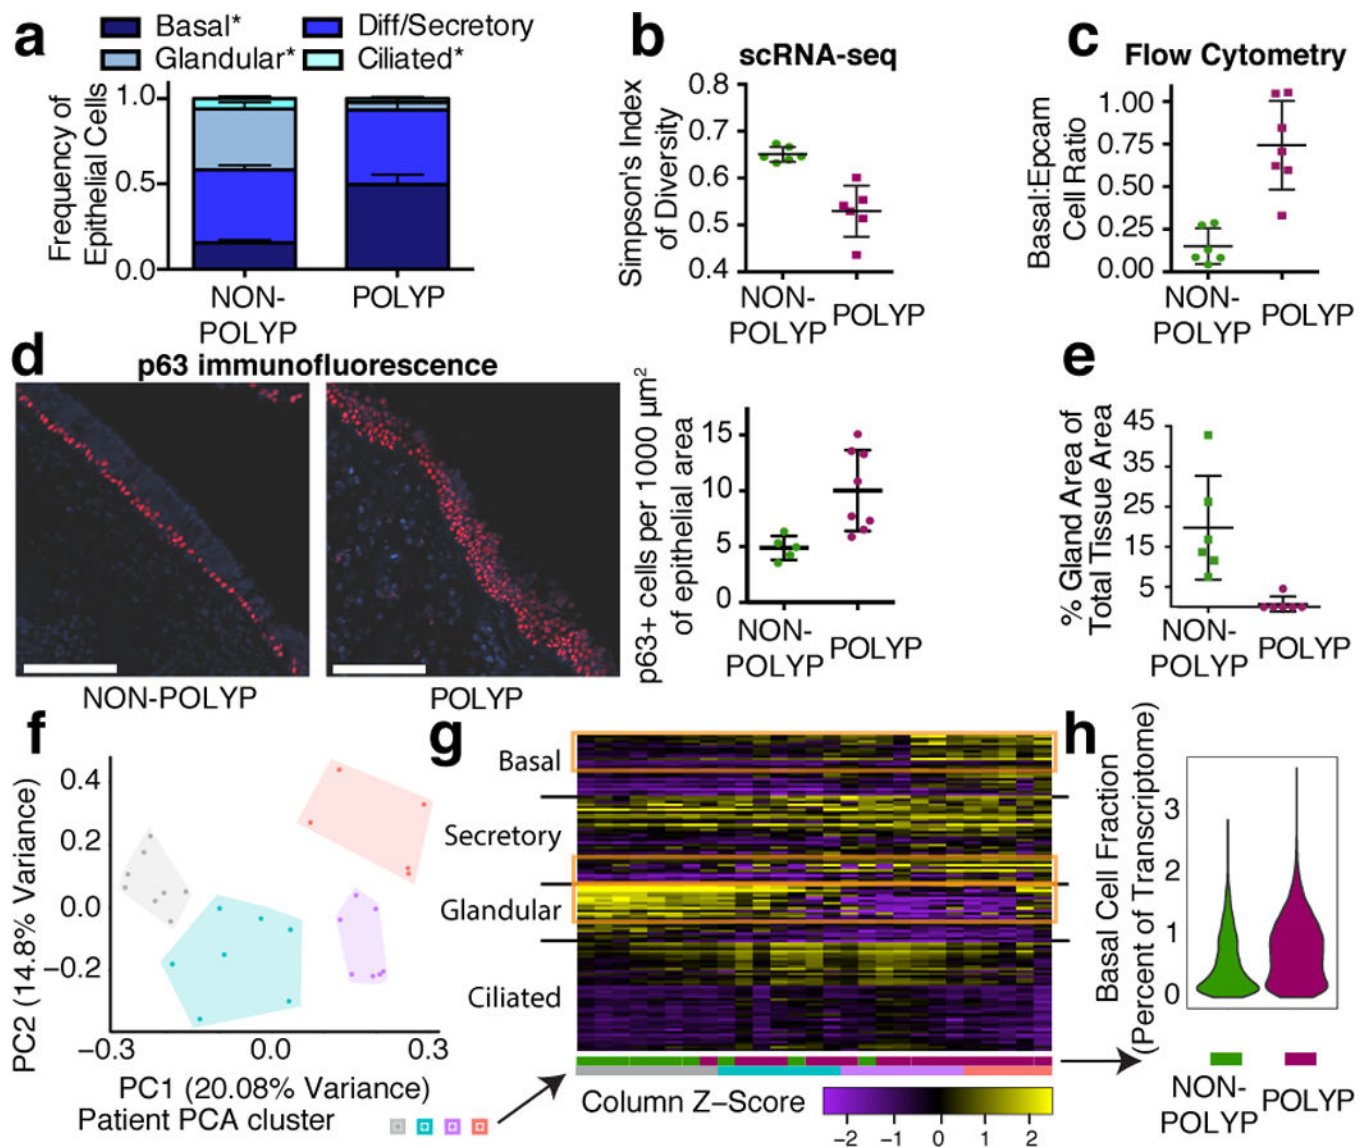 a
Basal*
Diff/Secretory
Glandular*
Ciliated*
Frequency of
Epithelial Cells
1.0
0.5
0.0
NON-
POLYP
POLYP
b
scRNA-seq
Simpson's Index
of Diversity
0.8
0.7
0.6
0.5
0.4
NON-
POLYP
POLYP
c
Flow Cytometry
Basal:Epcam
Cell Ratio
1.00
0.75
0.50
0.25
0.00
NON-
POLYP
POLYP
d
p63 immunofluorescence
NON-POLYP
POLYP
p63+ cells per 1000 µm²
of epithelial area
15
10
5
0
NON-
POLYP
POLYP
e
% Gland Area of
Total Tissue Area
45
35
25
15
5
NON-
POLYP
POLYP
f
PC2 (14.8% Variance)
0.4
0.2
0.0
−0.2
−0.3
0.0
0.3
PC1 (20.08% Variance)
Patient PCA cluster
g
Basal
Secretory
Glandular
Ciliated
Column Z−Score
−2
−1
0
1
2
h
Basal Cell Fraction
(Percent of Transcriptome)
3
2
1
0
NON-
POLYP
POLYP